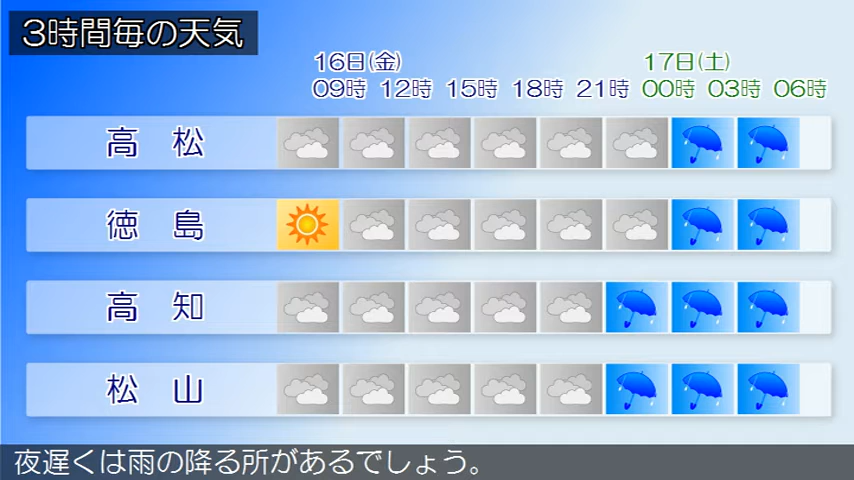 3時間毎の天気
16日(金) 17日(土)
09時 12時 15時 18時 21時 00時 03時 06時
高松
徳島
高知
松山
夜遅くは雨の降る所があるでしょう。